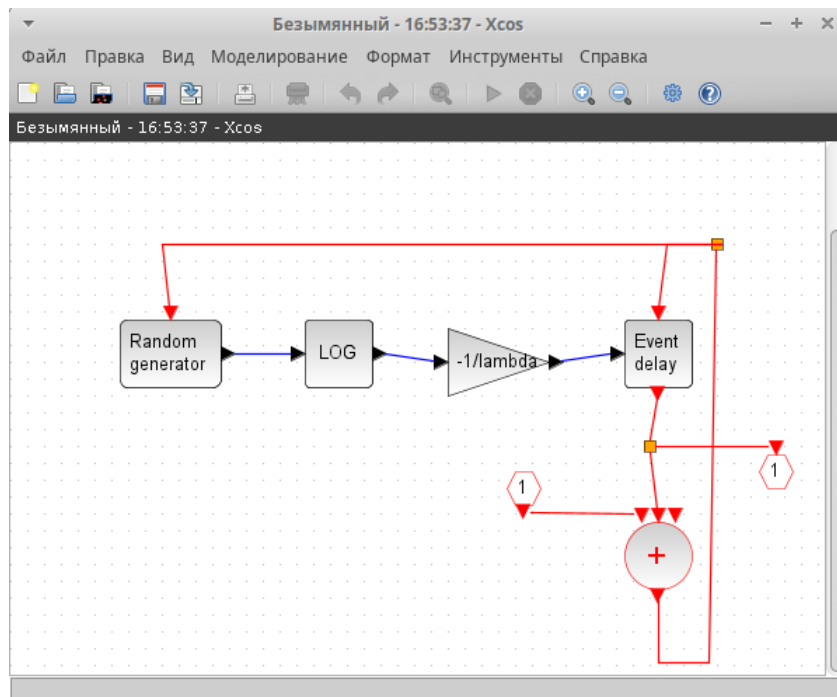 Безымянный - 16:53:37 - Xcos
Файл Правка Вид Моделирование Формат Инструменты Справка
Безымянный - 16:53:37 - Xcos
Random
generator
LOG
-1/lambda
Event
delay
1
1
+